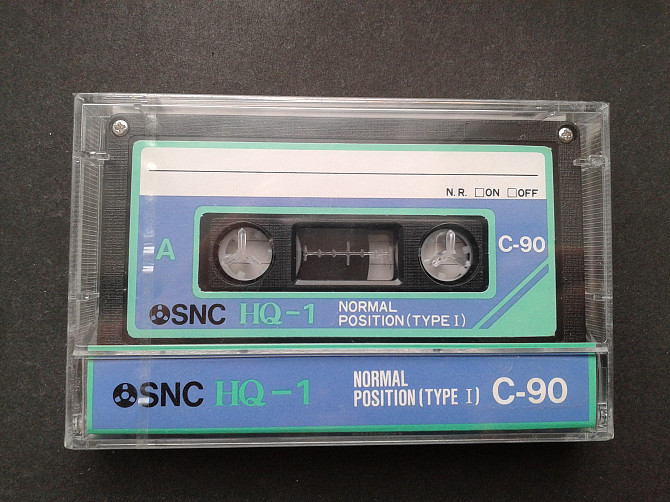 N.R. □ON □OFF
A
C-90
SNC HQ-1 NORMAL
POSITION(TYPE I)
SNC HQ-1 NORMAL
POSITION(TYPE I) C-90